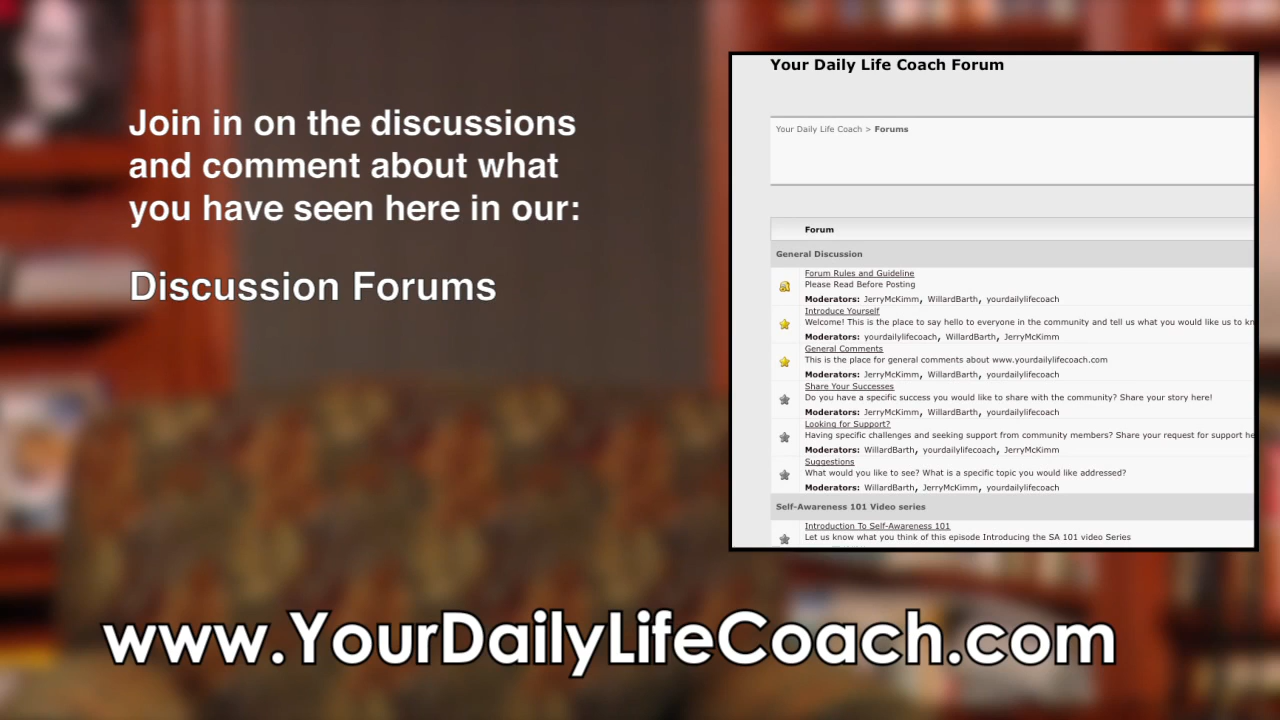 Join in on the discussions
and comment about what
you have seen here in our:
Discussion Forums
Your Daily Life Coach Forum
Your Daily Life Coach > Forums
Forum
General Discussion
Forum Rules and Guideline
Please Read Before Posting
Moderators: JerryMcKimm, WillardBarth, yourdailylifecoach
Introduce Yourself
Welcome! This is the place to say hello to everyone in the community and tell us what you would like us to kn
Moderators: yourdailylifecoach, WillardBarth, JerryMcKimm
General Comments
This is the place for general comments about www.yourdailylifecoach.com
Moderators: JerryMcKimm, WillardBarth, yourdailylifecoach
Share Your Successes
Do you have a specific success you would like to share with the community? Share your story here!
Moderators: JerryMcKimm, WillardBarth, yourdailylifecoach
Looking for Support?
Having specific challenges and seeking support from community members? Share your request for support he
Moderators: WillardBarth, yourdailylifecoach, JerryMcKimm
Suggestions
What would you like to see? What is a specific topic you would like addressed?
Moderators: WillardBarth, JerryMcKimm, yourdailylifecoach
Self-Awareness 101 Video series
Introduction To Self-Awareness 101
Let us know what you think of this episode Introducing the SA 101 video Series
www.YourDailyLifeCoach.com